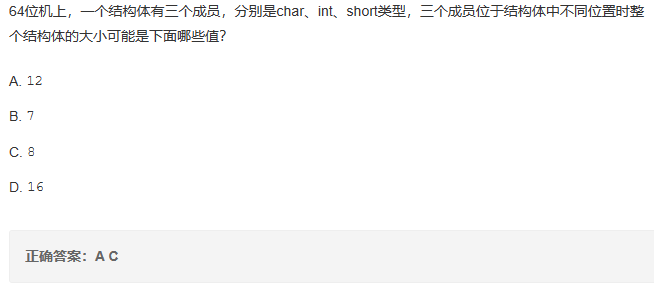 64位机上，一个结构体有三个成员，分别是char、int、short类型，三个成员位于结构体中不同位置时整
个结构体的大小可能是下面哪些值？
A. 12
B. 7
C. 8
D. 16
正确答案：A C